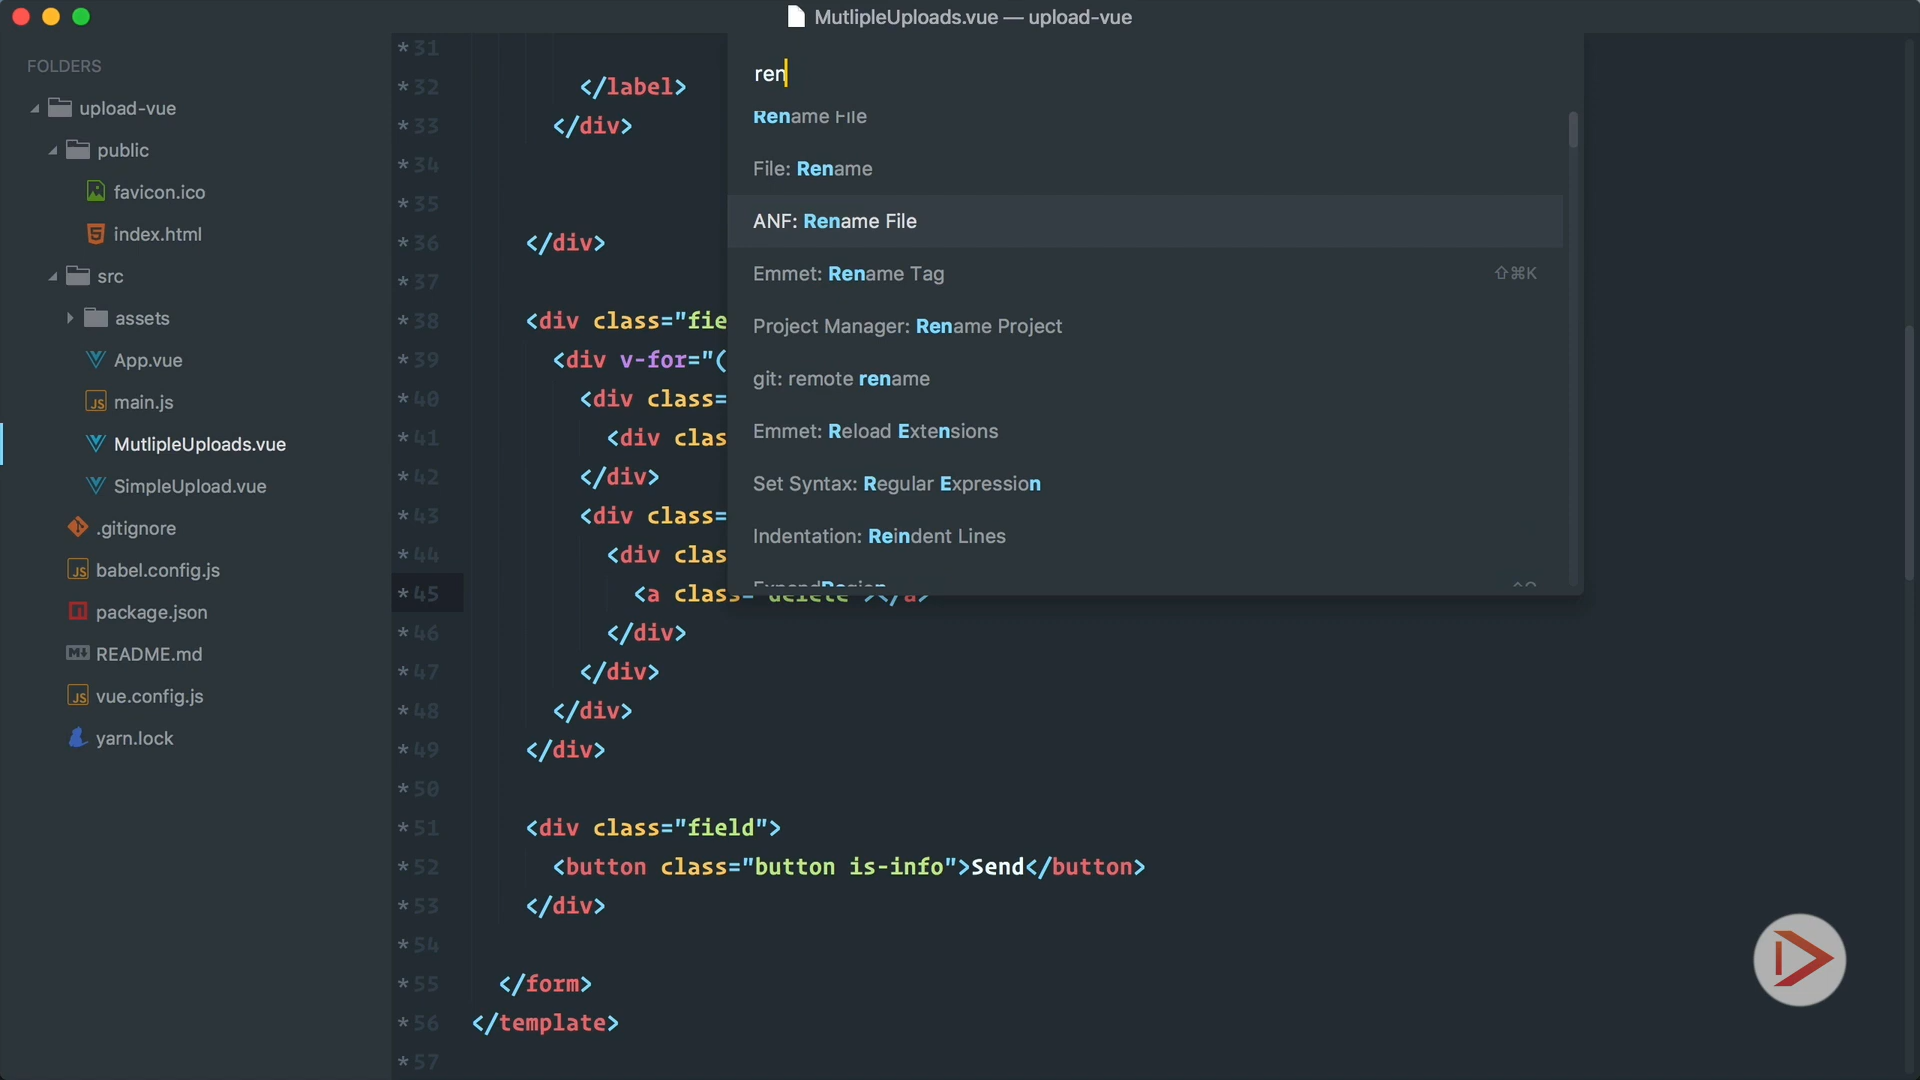 MutlipleUploads.vue — upload-vue
FOLDERS
upload-vue
public
favicon.ico
index.html
src
assets
App.vue
main.js
MutlipleUploads.vue
SimpleUpload.vue
.gitignore
babel.config.js
package.json
README.md
vue.config.js
yarn.lock
ren
Rename File
File: Rename
ANF: Rename File
Emmet: Rename Tag ⇧⌘K
Project Manager: Rename Project
git: remote rename
Emmet: Reload Extensions
Set Syntax: Regular Expression
Indentation: Reindent Lines
ExpandRegion
*31
*32 </label>
*33 </div>
*34
*35
*36 </div>
*37
*38 <div class="fie
*39 <div v-for="(
*40 <div class=
*41 <div clas
*42 </div>
*43 <div class=
*44 <div clas
*45 <a class="delete"></a>
*46 </div>
*47 </div>
*48 </div>
*49 </div>
*50
*51 <div class="field">
*52 <button class="button is-info">Send</button>
*53 </div>
*54
*55 </form>
*56 </template>
*57